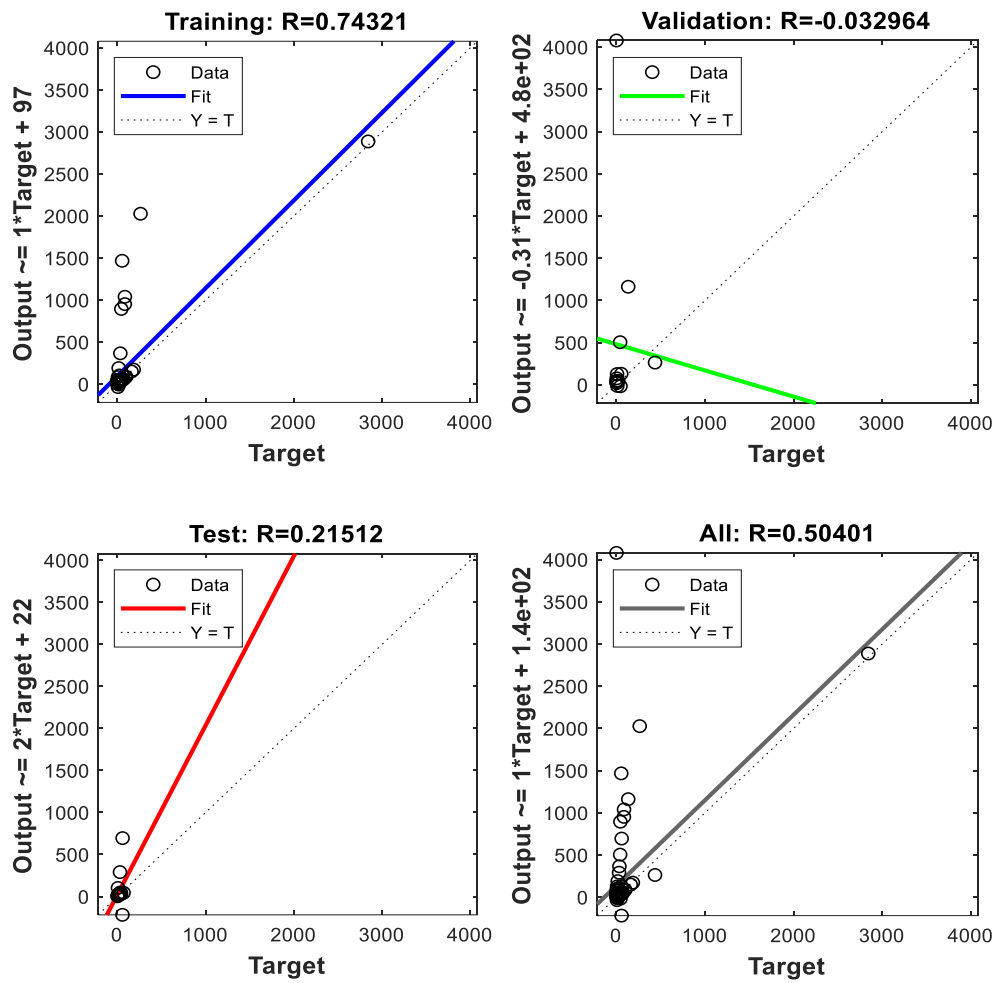 Training: R=0.74321
Output ~= 1*Target + 97
4000
3500
3000
2500
2000
1500
1000
500
0
Data
Fit
Y = T
0 1000 2000 3000 4000
Target
Validation: R=-0.032964
Output ~= -0.31*Target + 4.8e+02
4000
3500
3000
2500
2000
1500
1000
500
0
Data
Fit
Y = T
0 1000 2000 3000 4000
Target
Test: R=0.21512
Output ~= 2*Target + 22
4000
3500
3000
2500
2000
1500
1000
500
0
Data
Fit
Y = T
0 1000 2000 3000 4000
Target
All: R=0.50401
Output ~= 1*Target + 1.4e+02
4000
3500
3000
2500
2000
1500
1000
500
0
Data
Fit
Y = T
0 1000 2000 3000 4000
Target